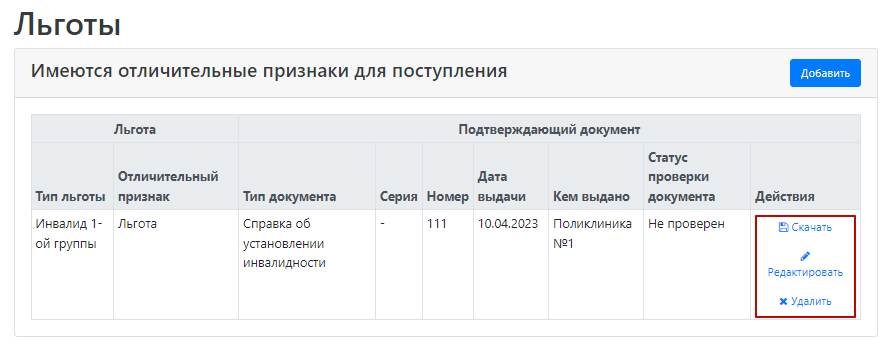 Льготы
Имеются отличительные признаки для поступления
Добавить
Льгота
Подтверждающий документ
Тип льготы
Отличительный
признак
Тип документа
Серия
Номер
Дата
выдачи
Кем выдано
Статус
проверки
документа
Действия
Инвалид 1-
ой группы
Льгота
Справка об
установлении
инвалидности
-
111
10.04.2023
Поликлиника
№1
Не проверен
Скачать
Редактировать
Удалить